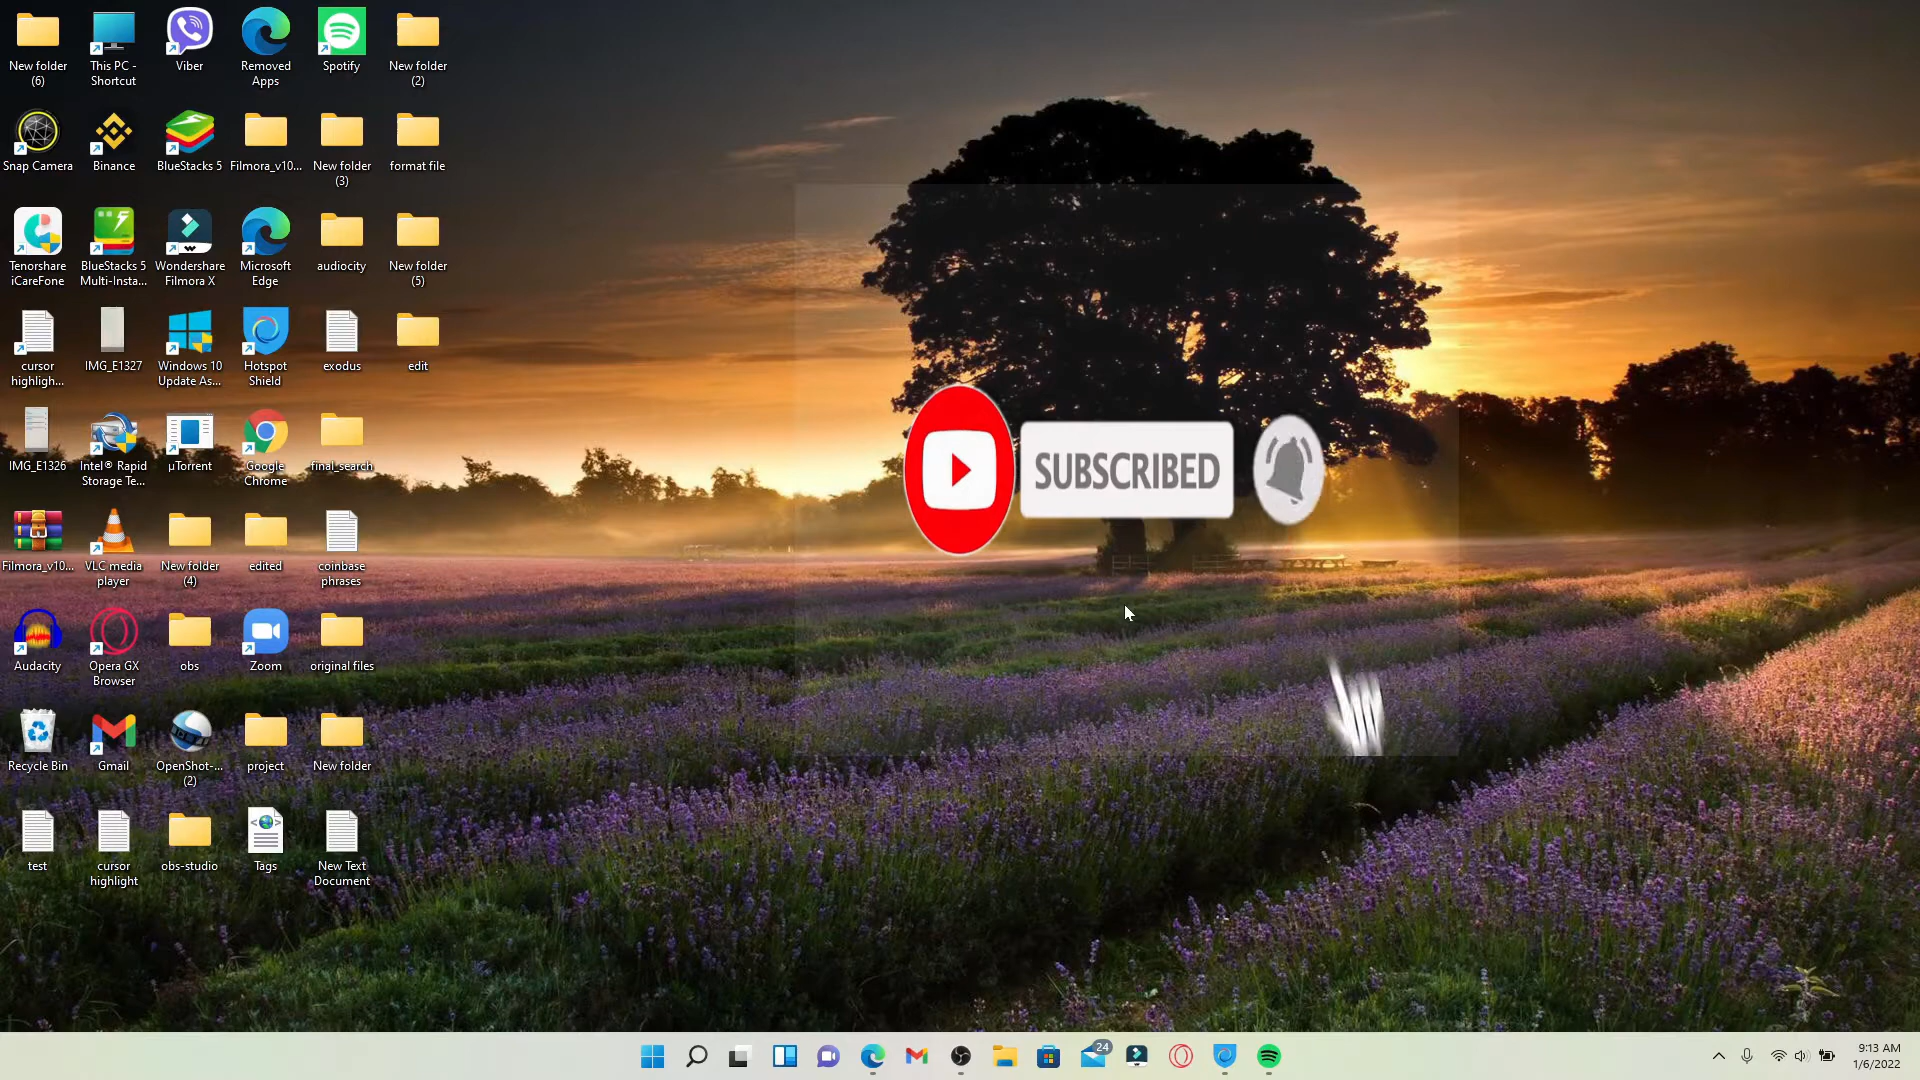 New folder
(6)
This PC -
Shortcut
Viber
Removed
Apps
Spotify
New folder
(2)
Snap Camera
Binance
BlueStacks 5
Filmora_v10...
New folder
(3)
format file
Tenorshare
iCareFone
BlueStacks 5
Multi-Insta...
Wondershare
Filmora X
Microsoft
Edge
audiocity
New folder
(5)
cursor
highligh...
IMG_E1327
Windows 10
Update As...
Hotspot
Shield
exodus
edit
IMG_E1326
Intel® Rapid
Storage Te...
µTorrent
Google
Chrome
final_search
SUBSCRIBED
Filmora_v10...
VLC media
player
New folder
(4)
edited
coinbase
phrases
Audacity
Opera GX
Browser
obs
Zoom
original files
Recycle Bin
Gmail
OpenShot-...
(2)
project
New folder
test
cursor
highlight
obs-studio
Tags
New Text
Document
24
9:13 AM
1/6/2022